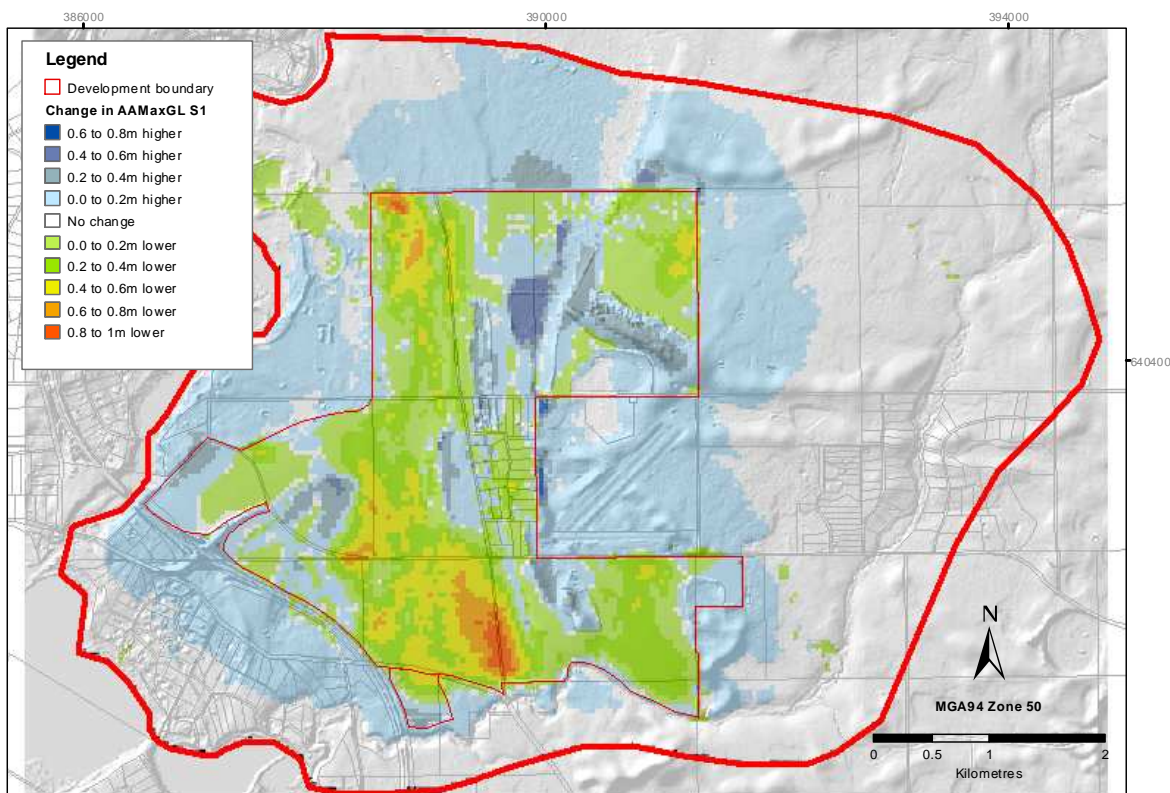 386000
390000
394000
Legend
Development boundary
Change in AAMaxGL S1
0.6 to 0.8m higher
0.4 to 0.6m higher
0.2 to 0.4m higher
0.0 to 0.2m higher
No change
0.0 to 0.2m lower
0.2 to 0.4m lower
0.4 to 0.6m lower
0.6 to 0.8m lower
0.8 to 1m lower
640400
N
MGA94 Zone 50
0 0.5 1 2
Kilometres